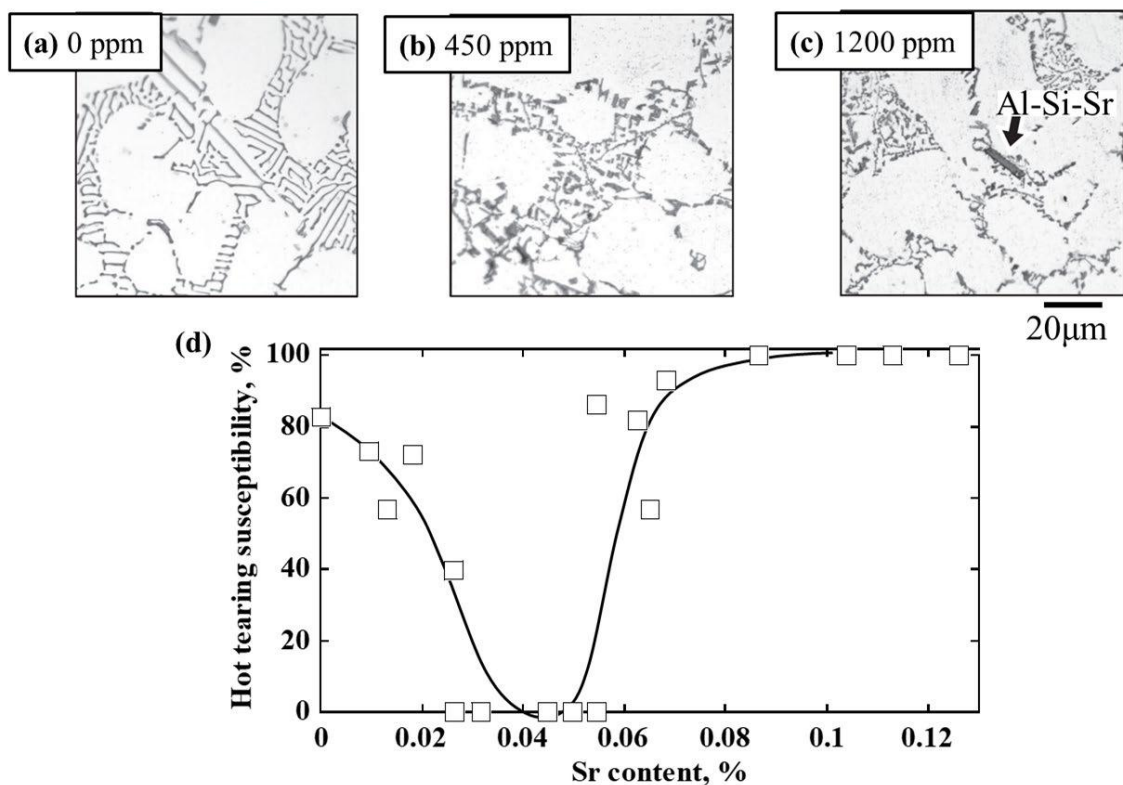 (a) 0 ppm
(b) 450 ppm
(c) 1200 ppm
Al-Si-Sr
20μm
(d)
Hot tearing susceptibility, %
100
80
60
40
20
0
0 0.02 0.04 0.06 0.08 0.1 0.12
Sr content, %